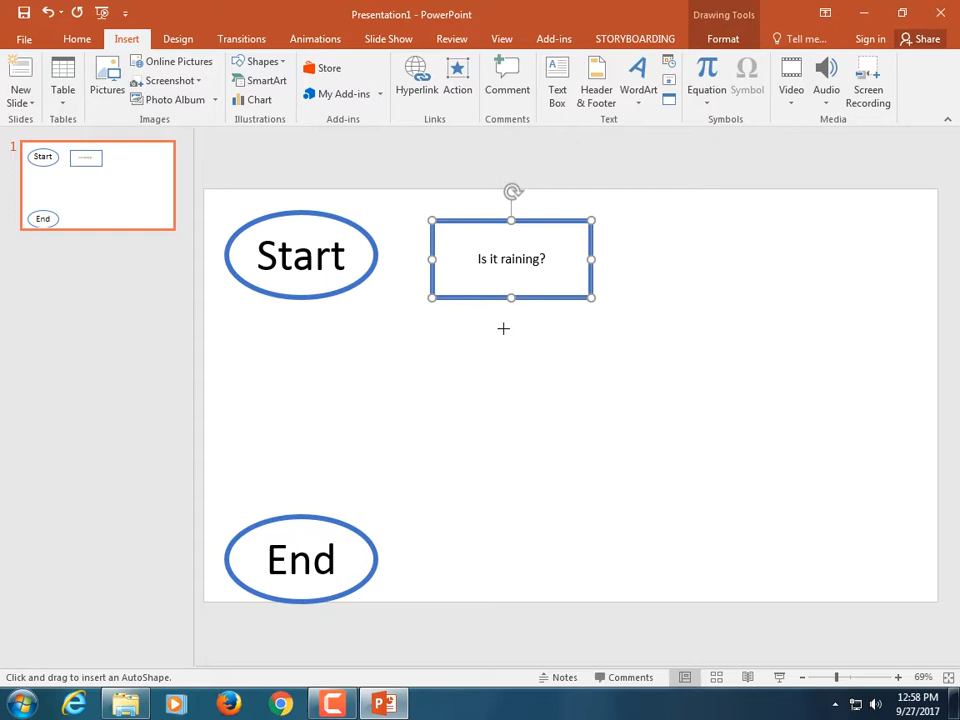 Presentation1 - PowerPoint
Drawing Tools
File Home Insert Design Transitions Animations Slide Show Review View Add-ins STORYBOARDING Format Tell me... Sign in Share
New Slide
Table
Pictures
Online Pictures
Screenshot
Photo Album
Shapes
SmartArt
Chart
Store
My Add-ins
Hyperlink
Action
Comment
Text Box
Header & Footer
WordArt
Equation
Symbol
Video
Audio
Screen Recording
Slides Tables Images Illustrations Add-ins Links Comments Text Symbols Media
1
Start
End
Start
Is it raining?
End
Click and drag to insert an AutoShape.
Notes
Comments
69%
12:58 PM
9/27/2017